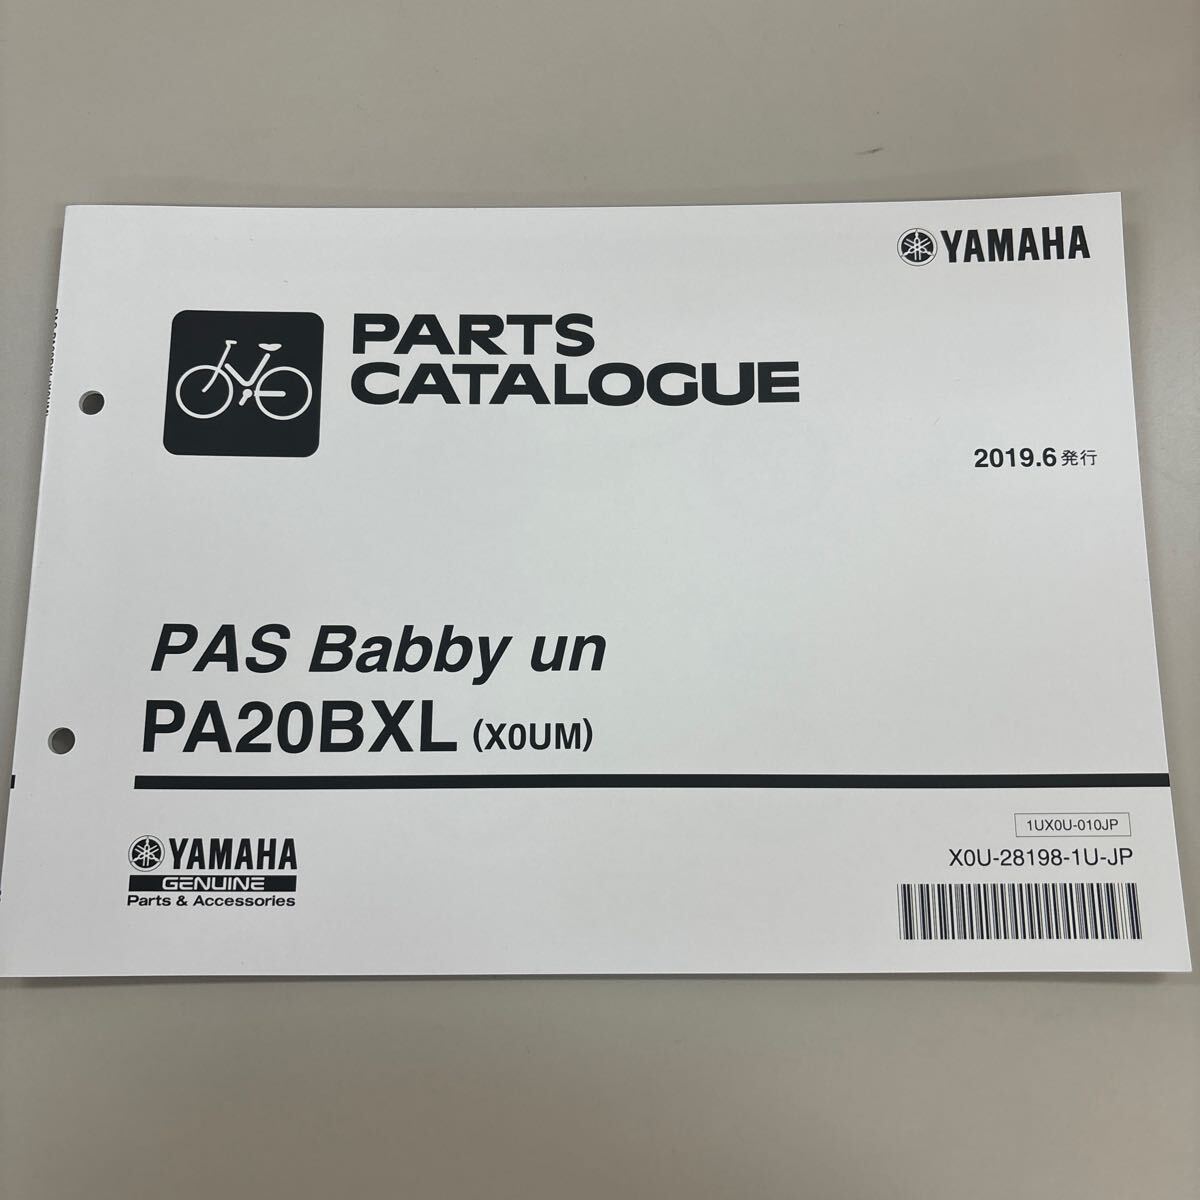 YAMAHA
PARTS
CATALOGUE
2019.6発行
PAS Babby un
PA20BXL (X0UM)
YAMAHA
GENUINE
Parts & Accessories
1UX0U-010JP
X0U-28198-1U-JP